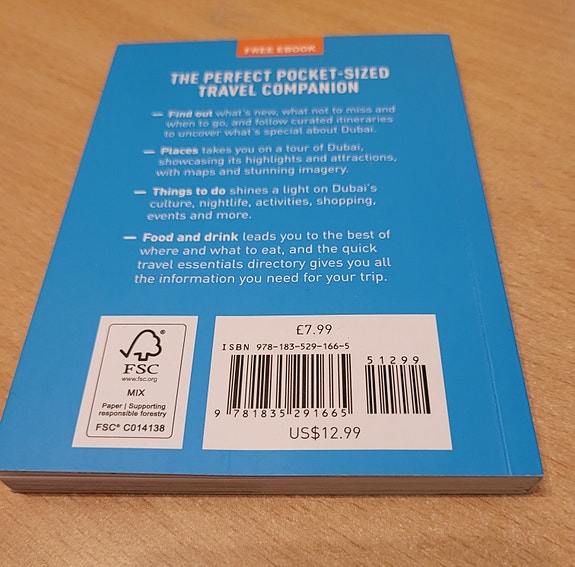 FREE EBOOK
THE PERFECT POCKET-SIZED
TRAVEL COMPANION
— Find out what's new, what not to miss and
when to go, and follow curated itineraries
to uncover what's special about Dubai.
— Places takes you on a tour of Dubai,
showcasing its highlights and attractions,
with maps and stunning imagery.
— Things to do shines a light on Dubai's
culture, nightlife, activities, shopping,
events and more.
— Food and drink leads you to the best of
where and what to eat, and the quick
travel essentials directory gives you all
the information you need for your trip.
FSC
www.fsc.org
MIX
Paper | Supporting
responsible forestry
FSC® C014138
£7.99
ISBN 978-183-529-166-5
51299
9 781835 291665
US$12.99